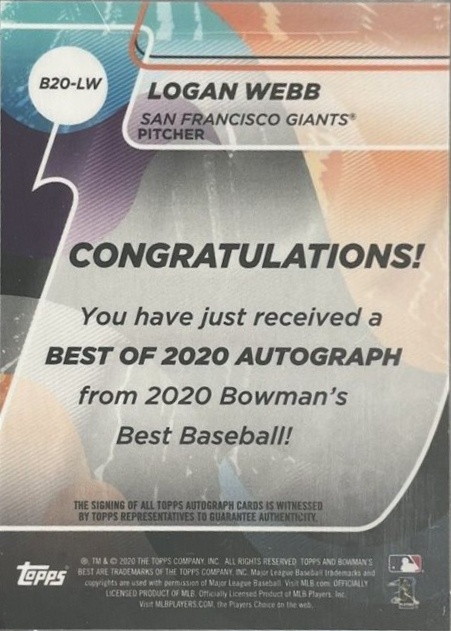 B20-LW
LOGAN WEBB
SAN FRANCISCO GIANTS®
PITCHER
CONGRATULATIONS!
You have just received a
BEST OF 2020 AUTOGRAPH
from 2020 Bowman's
Best Baseball!
THE SIGNING OF ALL TOPPS AUTOGRAPH CARDS IS WITNESSED
BY TOPPS REPRESENTATIVES TO GUARANTEE AUTHENTICITY.
topps
®, TM & © 2020 THE TOPPS COMPANY, INC. ALL RIGHTS RESERVED. TOPPS AND BOWMAN'S
BEST ARE TRADEMARKS OF THE TOPPS COMPANY, INC. Major League Baseball trademarks and
copyrights are used with permission of Major League Baseball. Visit MLB.com. OFFICIALLY
LICENSED PRODUCT OF MLB. Officially Licensed Product of MLB Players, Inc.
Visit MLBPLAYERS.COM, the Players Choice on the web.